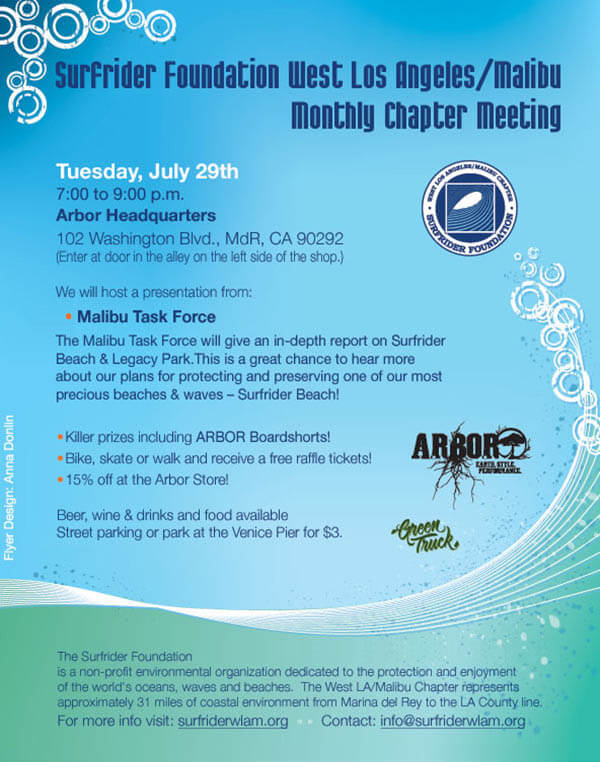 Surfrider Foundation West Los Angeles/Malibu
Monthly Chapter Meeting
Tuesday, July 29th
7:00 to 9:00 p.m.
Arbor Headquarters
102 Washington Blvd., MdR, CA 90292
(Enter at door in the alley on the left side of the shop.)
WEST LOS ANGELES/MALIBU CHAPTER
SURFRIDER FOUNDATION
We will host a presentation from:
• Malibu Task Force
The Malibu Task Force will give an in-depth report on Surfrider
Beach & Legacy Park.This is a great chance to hear more
about our plans for protecting and preserving one of our most
precious beaches & waves – Surfrider Beach!
•Killer prizes including ARBOR Boardshorts!
•Bike, skate or walk and receive a free raffle tickets!
•15% off at the Arbor Store!
ARBOR
EARTH. STYLE.
PERFORMANCE.
Beer, wine & drinks and food available
Street parking or park at the Venice Pier for $3.
Green
Truck
Flyer Design: Anna Donlin
The Surfrider Foundation
is a non-profit environmental organization dedicated to the protection and enjoyment
of the world's oceans, waves and beaches. The West LA/Malibu Chapter represents
approximately 31 miles of coastal environment from Marina del Rey to the LA County line.
For more info visit: surfriderwlam.org • • Contact: info@surfriderwlam.org